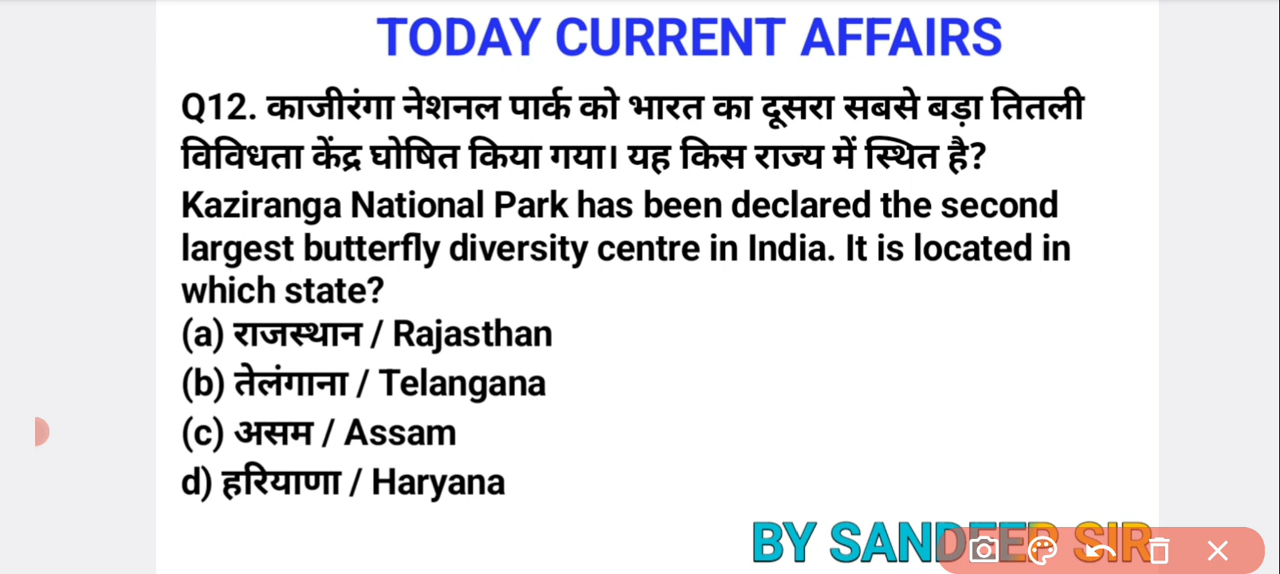 TODAY CURRENT AFFAIRS
Q12. काजीरंगा नेशनल पार्क को भारत का दूसरा सबसे बड़ा तितली
विविधता केंद्र घोषित किया गया। यह किस राज्य में स्थित है?
Kaziranga National Park has been declared the second
largest butterfly diversity centre in India. It is located in
which state?
(a) राजस्थान / Rajasthan
(b) तेलंगाना / Telangana
(c) असम / Assam
d) हरियाणा / Haryana
BY SANDEEP SIR